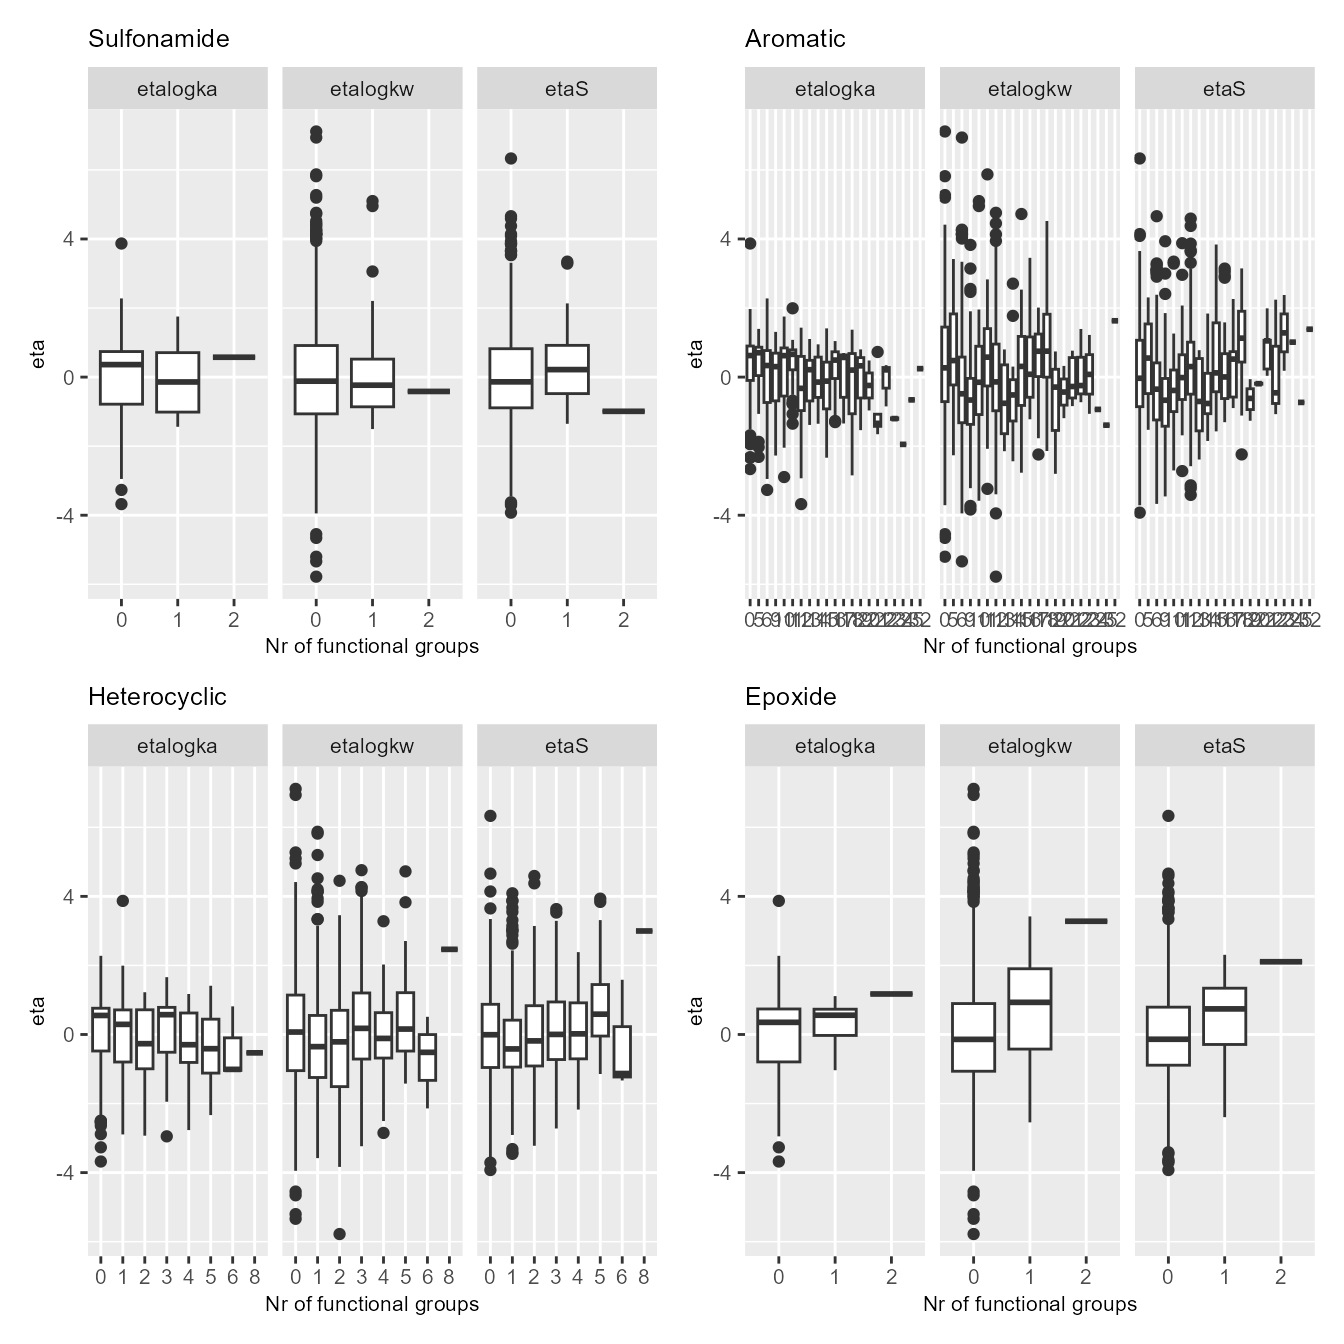 Sulfonamide
etalogka etalogkw etaS
eta
4
0
-4
0 1 2 0 1 2 0 1 2
Nr of functional groups
Aromatic
etalogka etalogkw etaS
eta
4
0
-4
Nr of functional groups
Heterocyclic
etalogka etalogkw etaS
eta
4
0
-4
0 1 2 3 4 5 6 8 0 1 2 3 4 5 6 8 0 1 2 3 4 5 6 8
Nr of functional groups
Epoxide
etalogka etalogkw etaS
eta
4
0
-4
0 1 2 0 1 2 0 1 2
Nr of functional groups